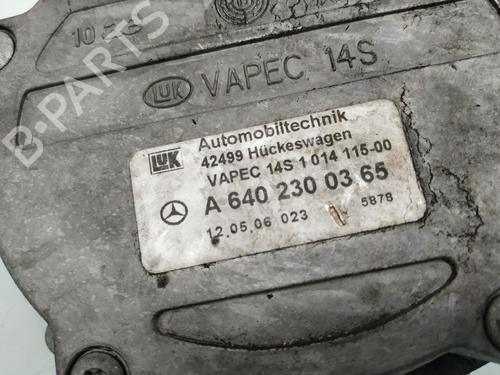 LUK VAPEC 14S
LUK Automobiltechnik
42499 Hückeswagen
VAPEC 14S 1 014 115-00
A 640 230 03 65
12.05.06 023 5878
B-PARTS